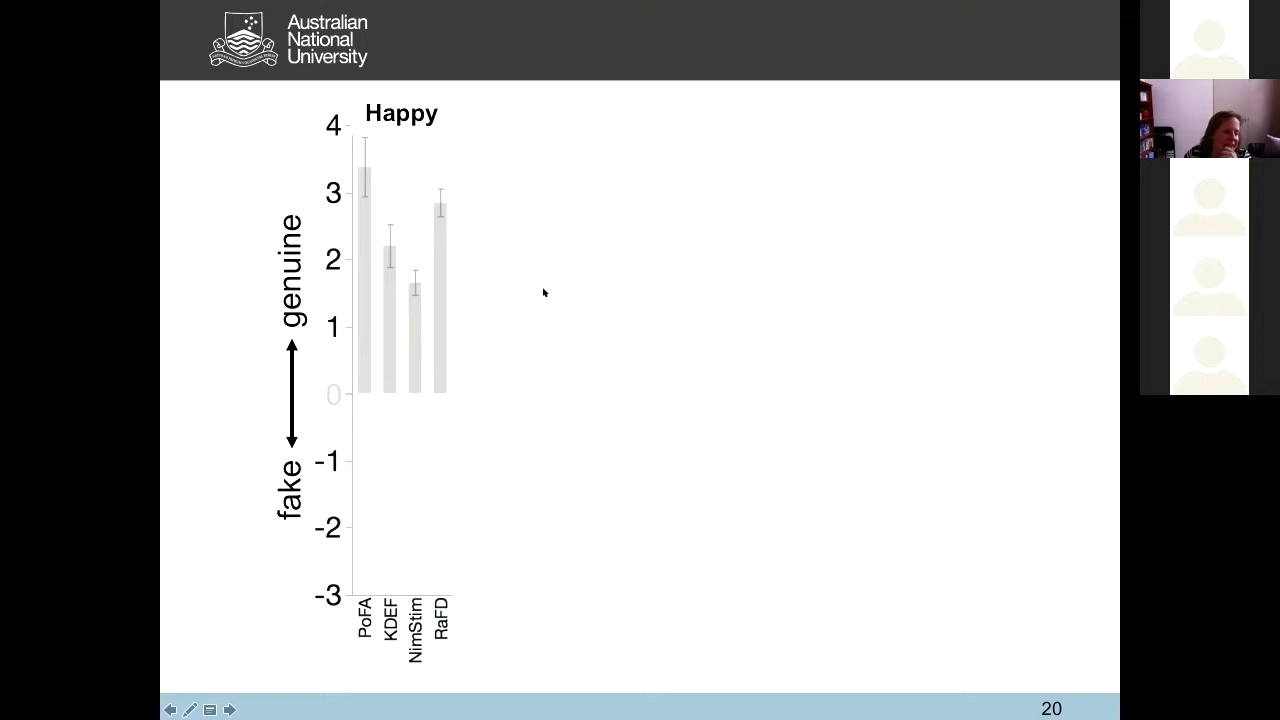 Australian
National
University
Happy
4
3
2
1
0
-1
-2
-3
genuine
fake
PoFA
KDEF
NimStim
RaFD
20